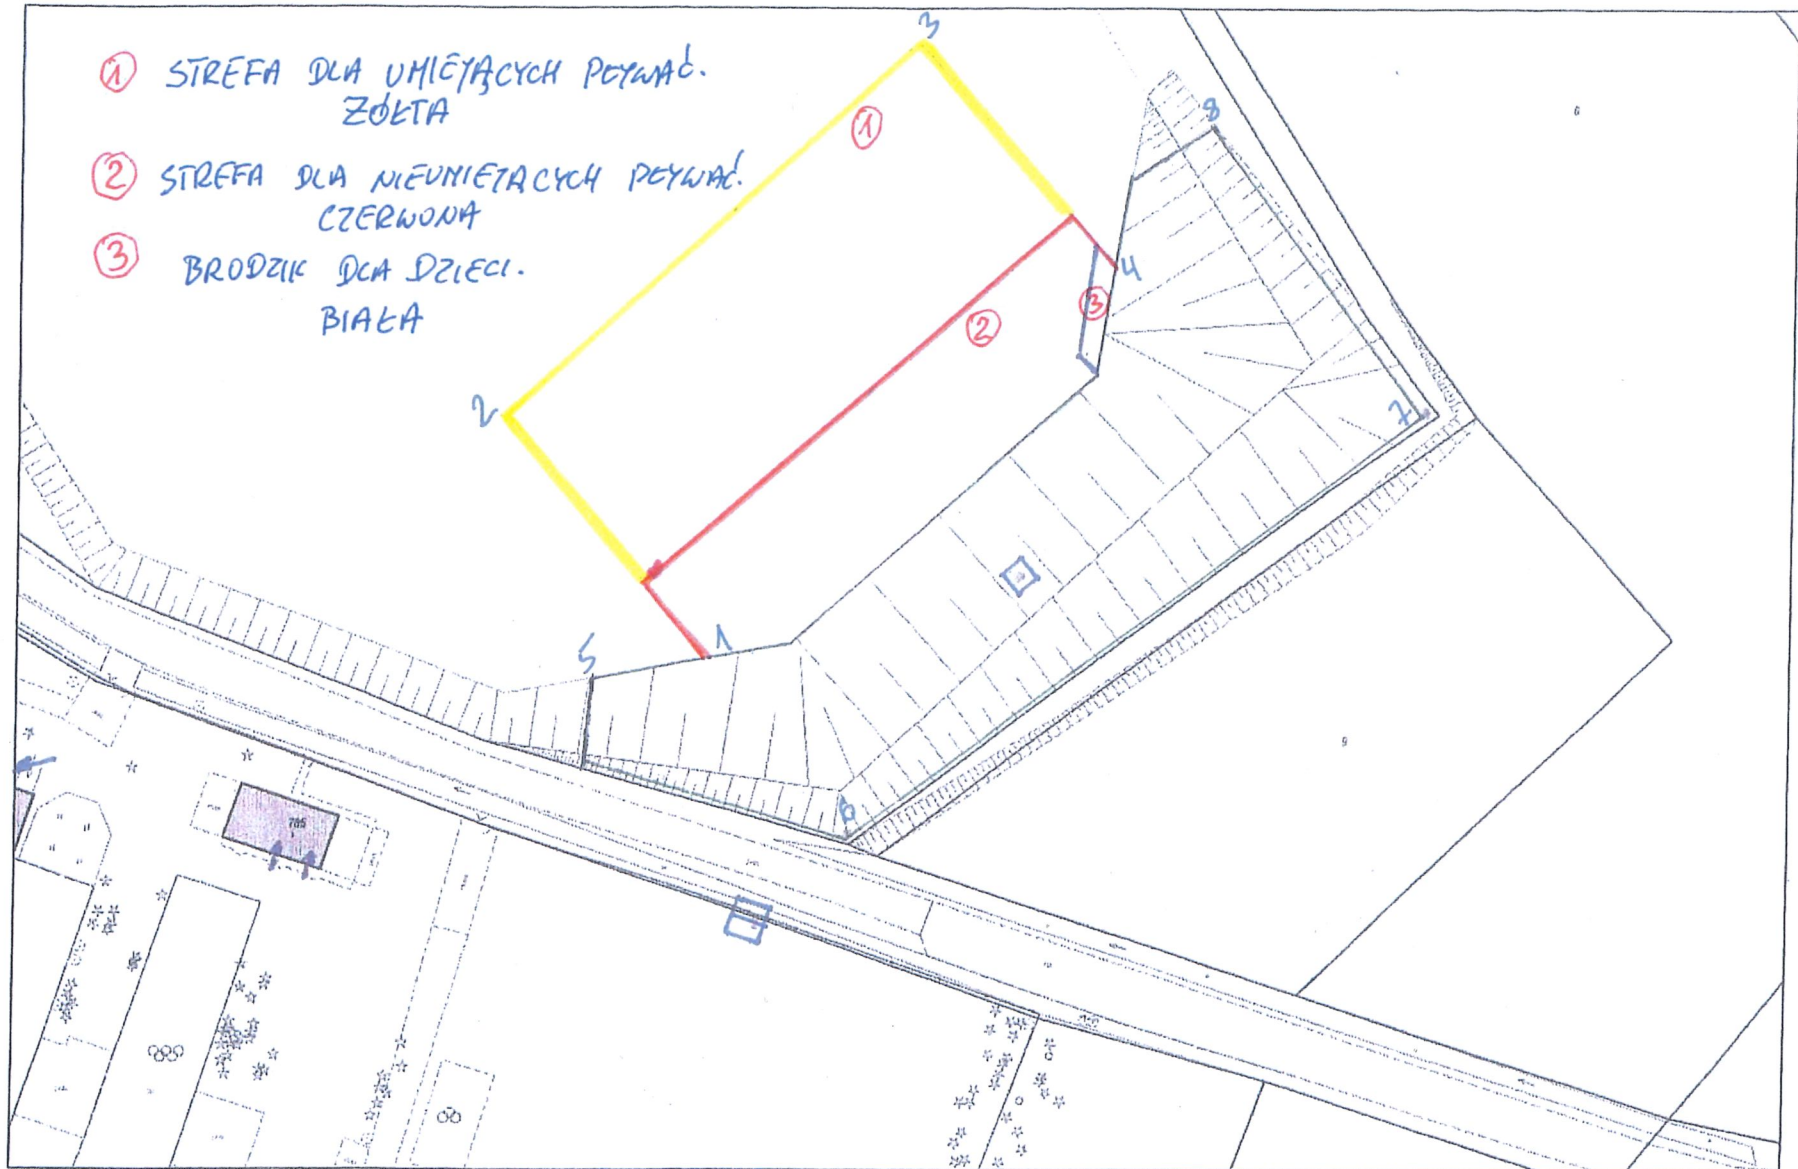 ① STREFA DLA UMIEJĄCYCH PŁYWAĆ.
ŻÓŁTA
② STREFA DLA NIEUMIEJĄCYCH PŁYWAĆ.
CZERWONA
③ BRODZIK DLA DZIECI.
BIAŁA
3
①
8
4
③
②
2
7
5
1
6
785